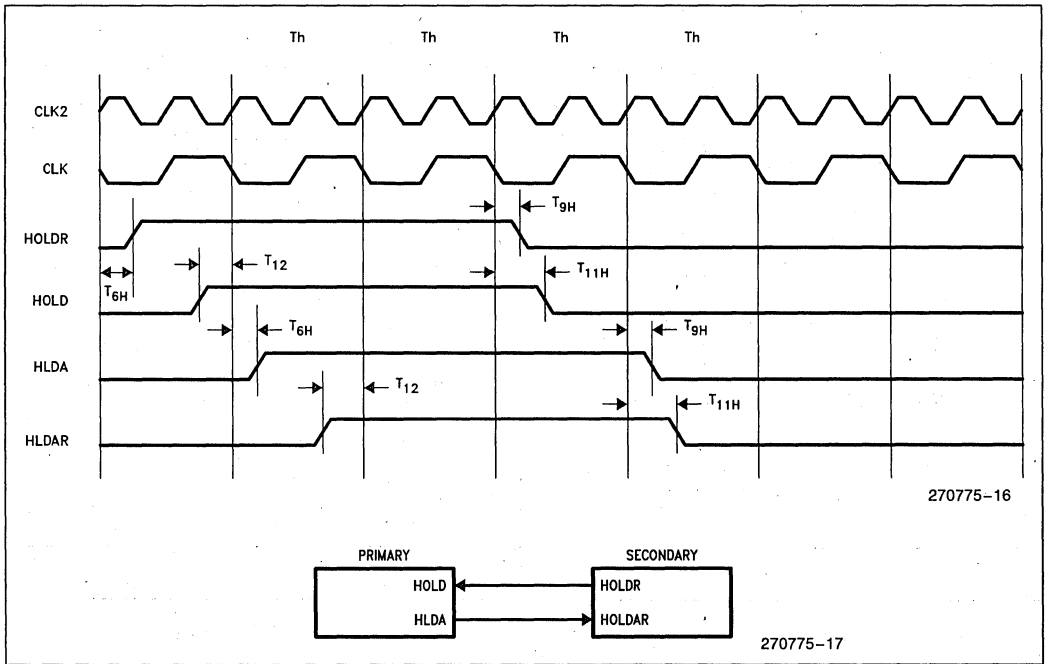 Th Th Th Th
CLK2
CLK
T9H
HOLDR
T12
T11H
T6H
HOLD
T6H
T9H
HLDA
T12
T11H
HLDAR
270775-16
PRIMARY SECONDARY
HOLD HOLDR
HLDA HOLDAR
270775-17